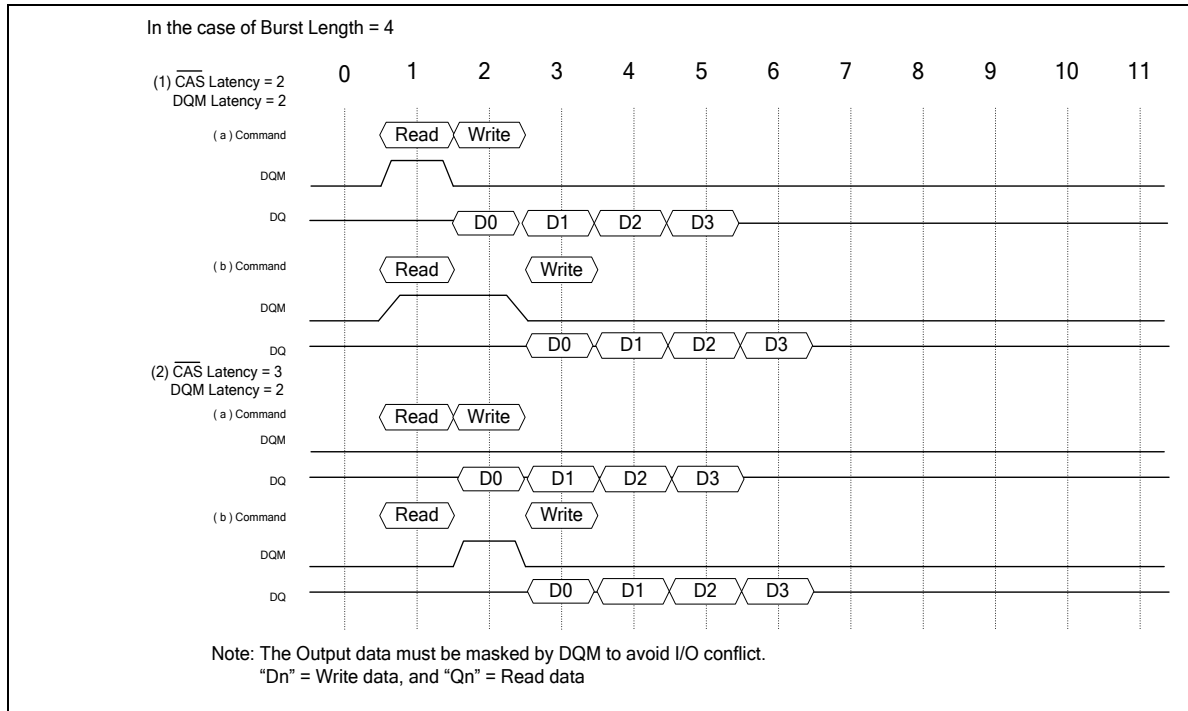 In the case of Burst Length = 4
0 1 2 3 4 5 6 7 8 9 10 11
(1) CAS Latency = 2
DQM Latency = 2
( a ) Command Read Write
DQM
DQ D0 D1 D2 D3
( b ) Command Read Write
DQM
DQ D0 D1 D2 D3
(2) CAS Latency = 3
DQM Latency = 2
( a ) Command Read Write
DQM
DQ D0 D1 D2 D3
( b ) Command Read Write
DQM
DQ D0 D1 D2 D3
Note: The Output data must be masked by DQM to avoid I/O conflict.
“Dn” = Write data, and “Qn” = Read data